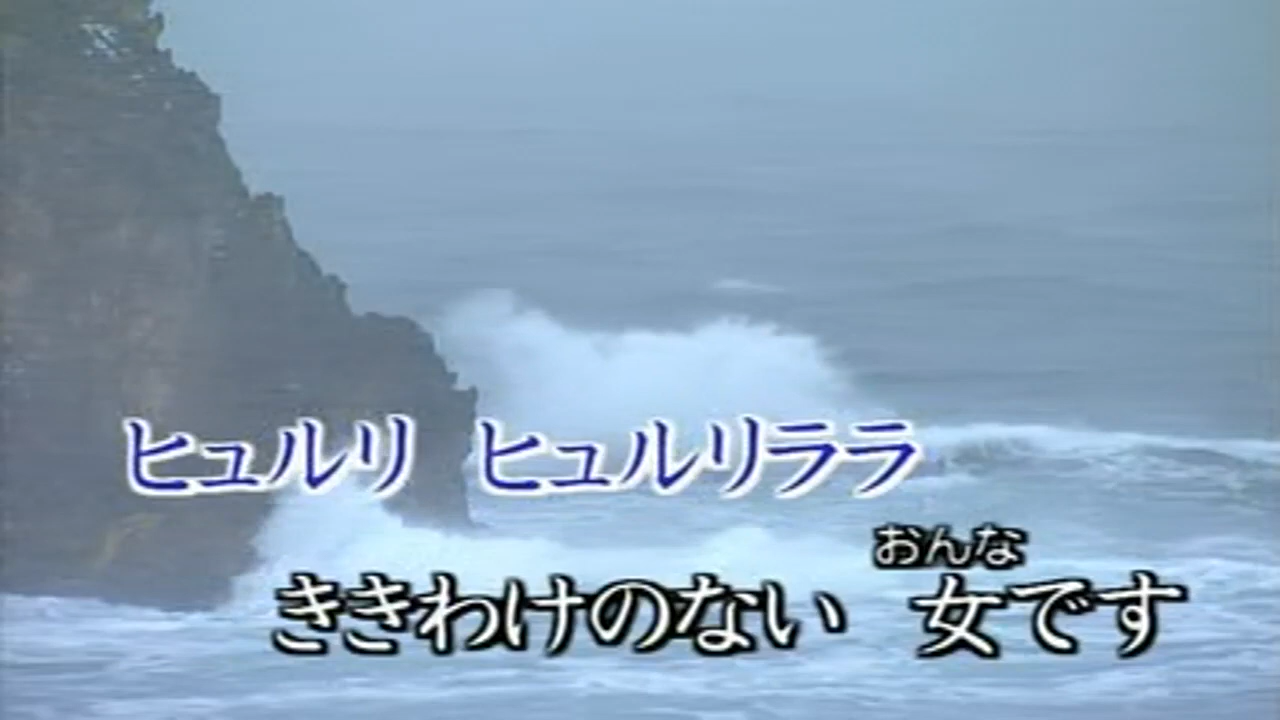 ヒュルリ ヒュルリララ
おんな
ききわけのない 女です